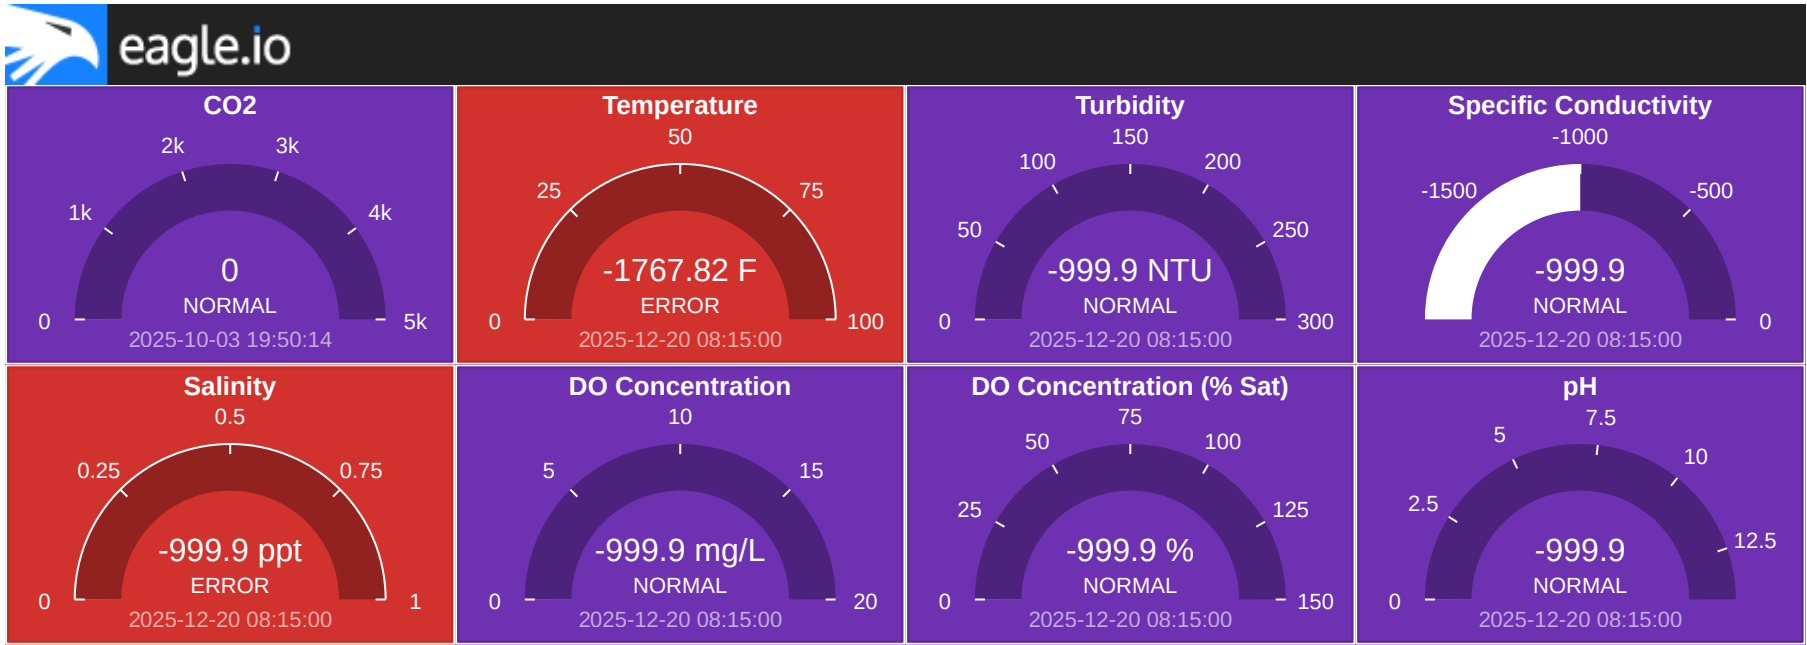 eagle.io
CO2
2k
3k
1k
4k
0
NORMAL
0
5k
2025-10-03 19:50:14
Temperature
50
25
75
-1767.82 F
ERROR
0
100
2025-12-20 08:15:00
Turbidity
150
100
200
50
250
-999.9 NTU
NORMAL
0
300
2025-12-20 08:15:00
Specific Conductivity
-1000
-1500
-500
-999.9
NORMAL
0
2025-12-20 08:15:00
Salinity
0.5
0.25
0.75
-999.9 ppt
ERROR
0
1
2025-12-20 08:15:00
DO Concentration
10
5
15
-999.9 mg/L
NORMAL
0
20
2025-12-20 08:15:00
DO Concentration (% Sat)
75
50
100
25
125
-999.9 %
NORMAL
0
150
2025-12-20 08:15:00
pH
7.5
5
10
2.5
12.5
-999.9
NORMAL
0
2025-12-20 08:15:00